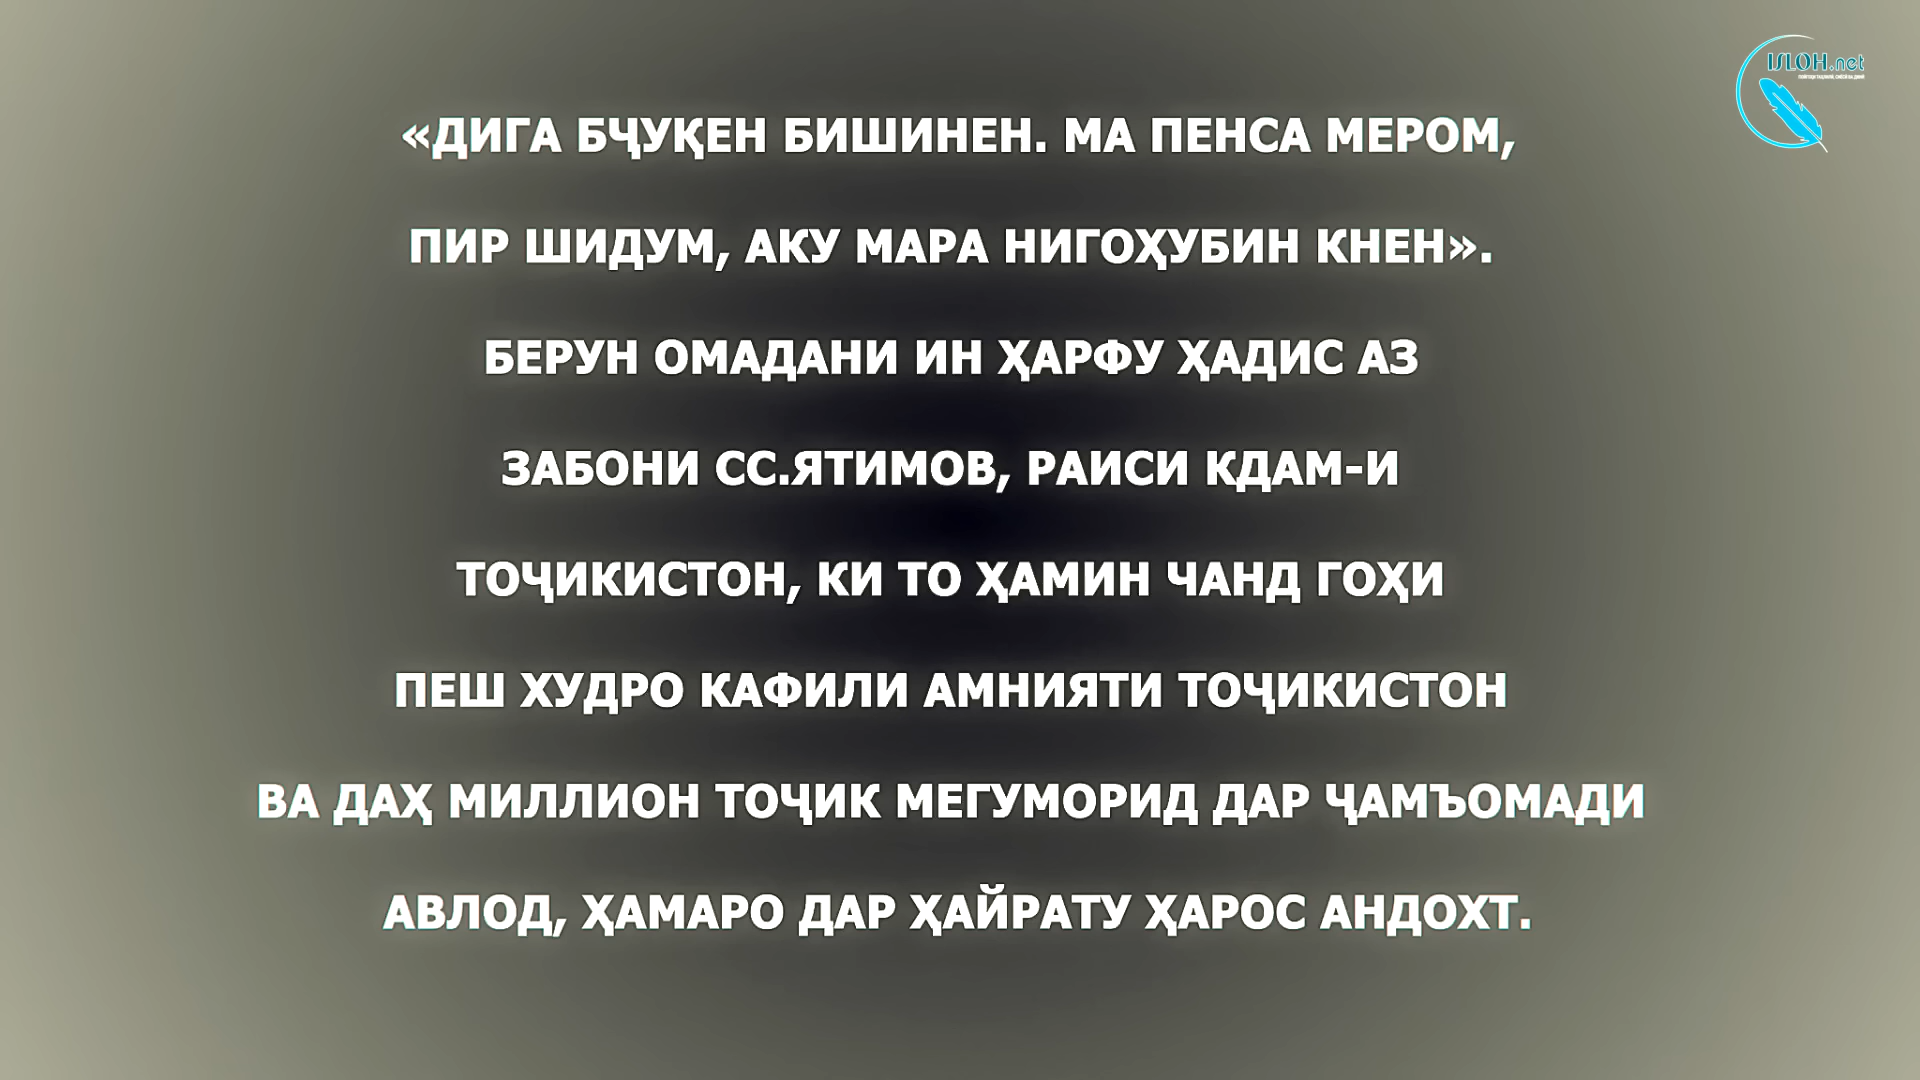 ISLOH.net
«ДИГА БҶУҚЕН БИШИНЕН. МА ПЕНСА МЕРОМ,
ПИР ШИДУМ, АКУ МАРА НИГОҲУБИН КНЕН».
БЕРУН ОМАДАНИ ИН ҲАРФУ ҲАДИС АЗ
ЗАБОНИ СС.ЯТИМОВ, РАИСИ КДАМ-И
ТОҶИКИСТОН, КИ ТО ҲАМИН ЧАНД ГОҲИ
ПЕШ ХУДРО КАФИЛИ АМНИЯТИ ТОҶИКИСТОН
ВА ДАҲ МИЛЛИОН ТОҶИК МЕГУМОРИД ДАР ҶАМЪОМАДИ
АВЛОД, ҲАМАРО ДАР ҲАЙРАТУ ҲАРОС АНДОХТ.